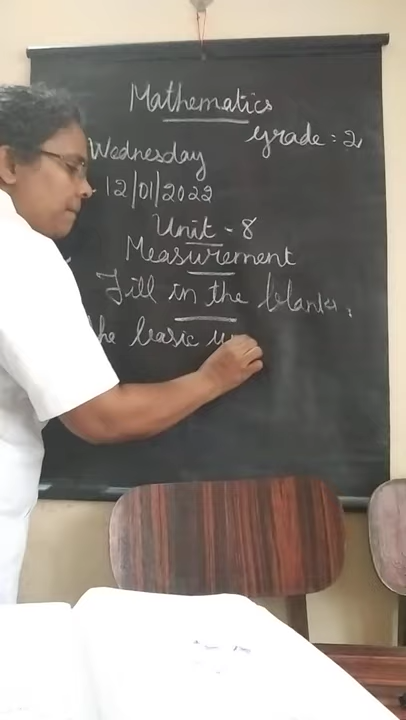 Mathematics
Grade : 2
Wednesday
12/01/2022
Unit - 8
Measurement
Fill in the blanks.
the basic